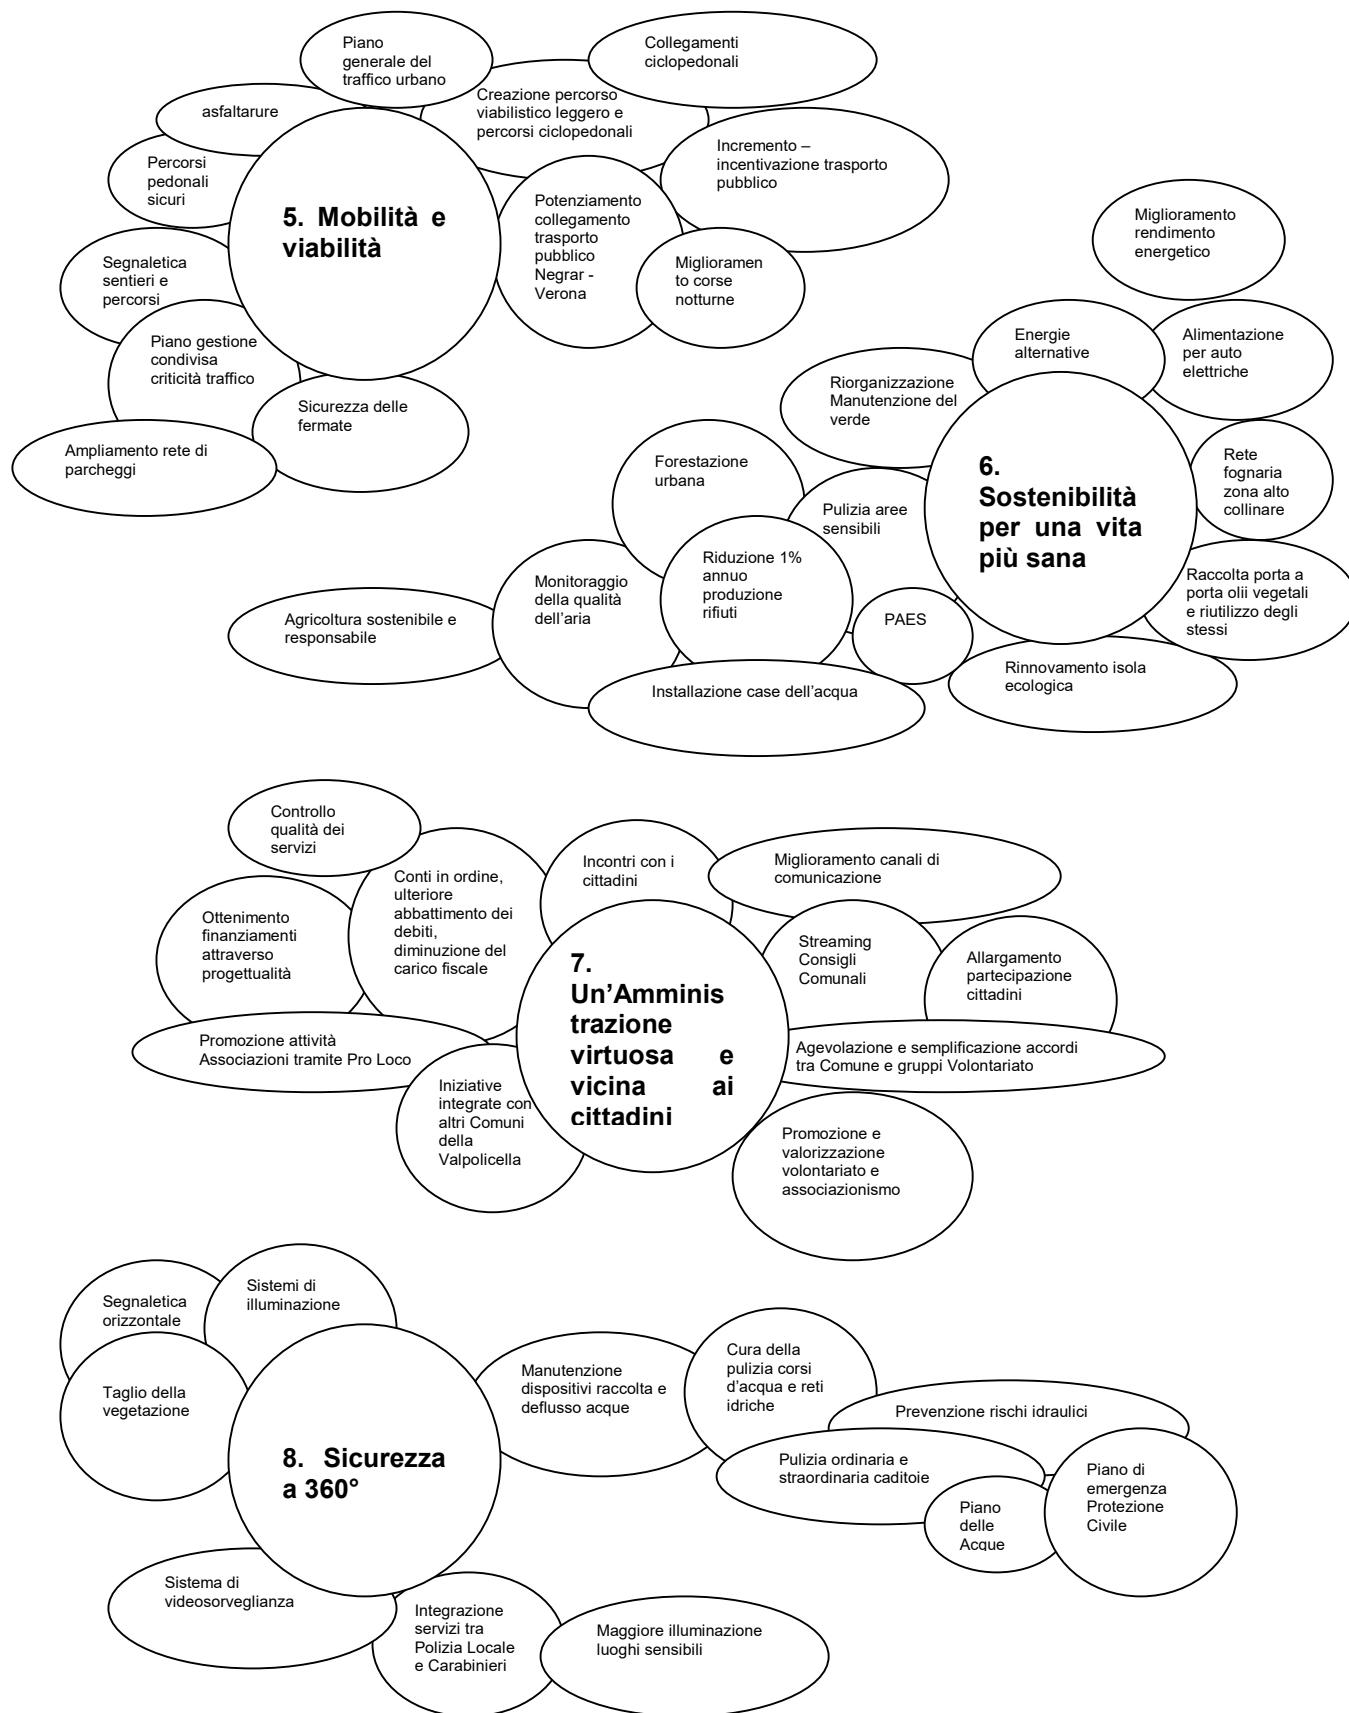 Piano
generale del
traffico urbano
Collegamenti
ciclopedonali
asfaltarure
Creazione percorso
viabilistico leggero e
percorsi ciclopedonali
Percorsi
pedonali
sicuri
Incremento –
incentivazione trasporto
pubblico
5. Mobilità e
viabilità
Potenziamento
collegamento
trasporto
pubblico
Negrar -
Verona
Segnaletica
sentieri e
percorsi
Miglioramen
to corse
notturne
Piano gestione
condivisa
criticità traffico
Sicurezza delle
fermate
Ampliamento rete di
parcheggi
Miglioramento
rendimento
energetico
Energie
alternative
Alimentazione
per auto
elettriche
Riorganizzazione
Manutenzione del
verde
6.
Sostenibilità
per una vita
più sana
Rete
fognaria
zona alto
collinare
Forestazione
urbana
Pulizia aree
sensibili
Riduzione 1%
annuo
produzione
rifiuti
Monitoraggio
della qualità
dell'aria
Raccolta porta a
porta olii vegetali
e riutilizzo degli
stessi
Agricoltura sostenibile e
responsabile
PAES
Rinnovamento isola
ecologica
Installazione case dell'acqua
Controllo
qualità dei
servizi
Conti in ordine,
ulteriore
abbattimento dei
debiti,
diminuzione del
carico fiscale
Incontri con i
cittadini
Miglioramento canali di
comunicazione
Ottenimento
finanziamenti
attraverso
progettualità
Streaming
Consigli
Comunali
Allargamento
partecipazione
cittadini
7.
Un'Amminis
trazione
virtuosa e
vicina ai
cittadini
Promozione attività
Associazioni tramite Pro Loco
Agevolazione e semplificazione accordi
tra Comune e gruppi Volontariato
Iniziative
integrate con
altri Comuni
della
Valpolicella
Promozione e
valorizzazione
volontariato e
associazionismo
Segnaletica
orizzontale
Sistemi di
illuminazione
Taglio della
vegetazione
Manutenzione
dispositivi raccolta e
deflusso acque
Cura della
pulizia corsi
d'acqua e reti
idriche
Prevenzione rischi idraulici
8. Sicurezza
a 360°
Pulizia ordinaria e
straordinaria caditoie
Piano
delle
Acque
Piano di
emergenza
Protezione
Civile
Sistema di
videosorveglianza
Integrazione
servizi tra
Polizia Locale
e Carabinieri
Maggiore illuminazione
luoghi sensibili